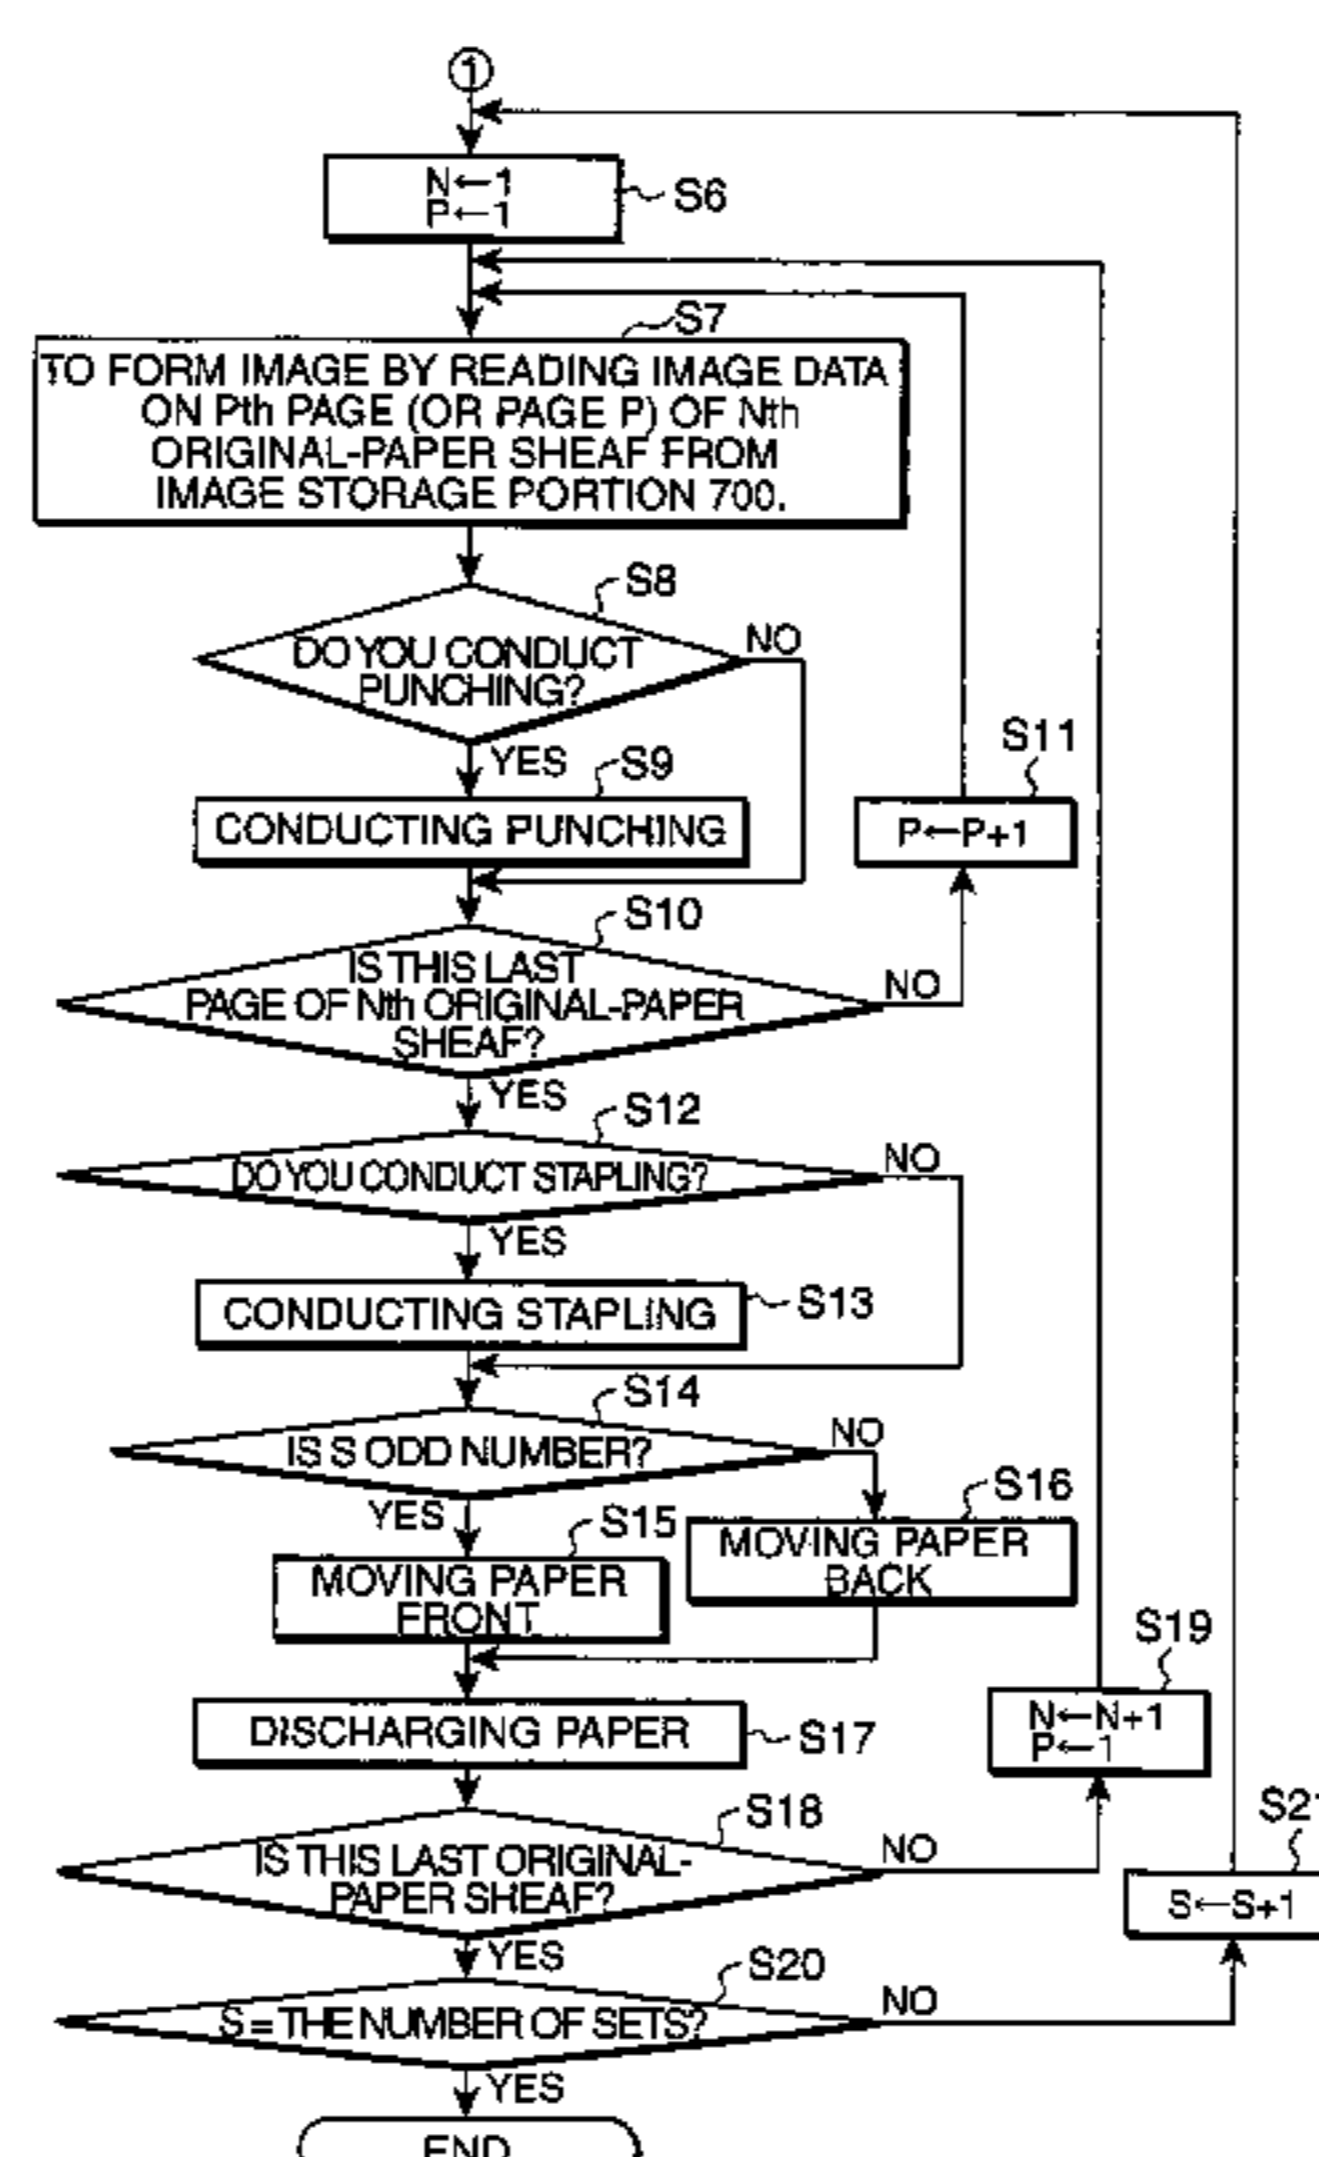 1
N←1
P←1
S6
S7
TO FORM IMAGE BY READING IMAGE DATA
ON Pth PAGE (OR PAGE P) OF Nth
ORIGINAL-PAPER SHEAF FROM
IMAGE STORAGE PORTION 700.
S8
DO YOU CONDUCT
PUNCHING?
NO
YES
S9
CONDUCTING PUNCHING
S11
P←P+1
S10
IS THIS LAST
PAGE OF Nth ORIGINAL-PAPER
SHEAF?
NO
YES
S12
DO YOU CONDUCT STAPLING?
NO
YES
CONDUCTING STAPLING
S13
S14
IS S ODD NUMBER?
NO
YES
S15
MOVING PAPER
FRONT
S16
MOVING PAPER
BACK
DISCHARGING PAPER
S17
S19
N←N+1
P←1
S18
IS THIS LAST ORIGINAL-
PAPER SHEAF?
NO
YES
S21
S←S+1
S20
S=THE NUMBER OF SETS?
NO
YES
END